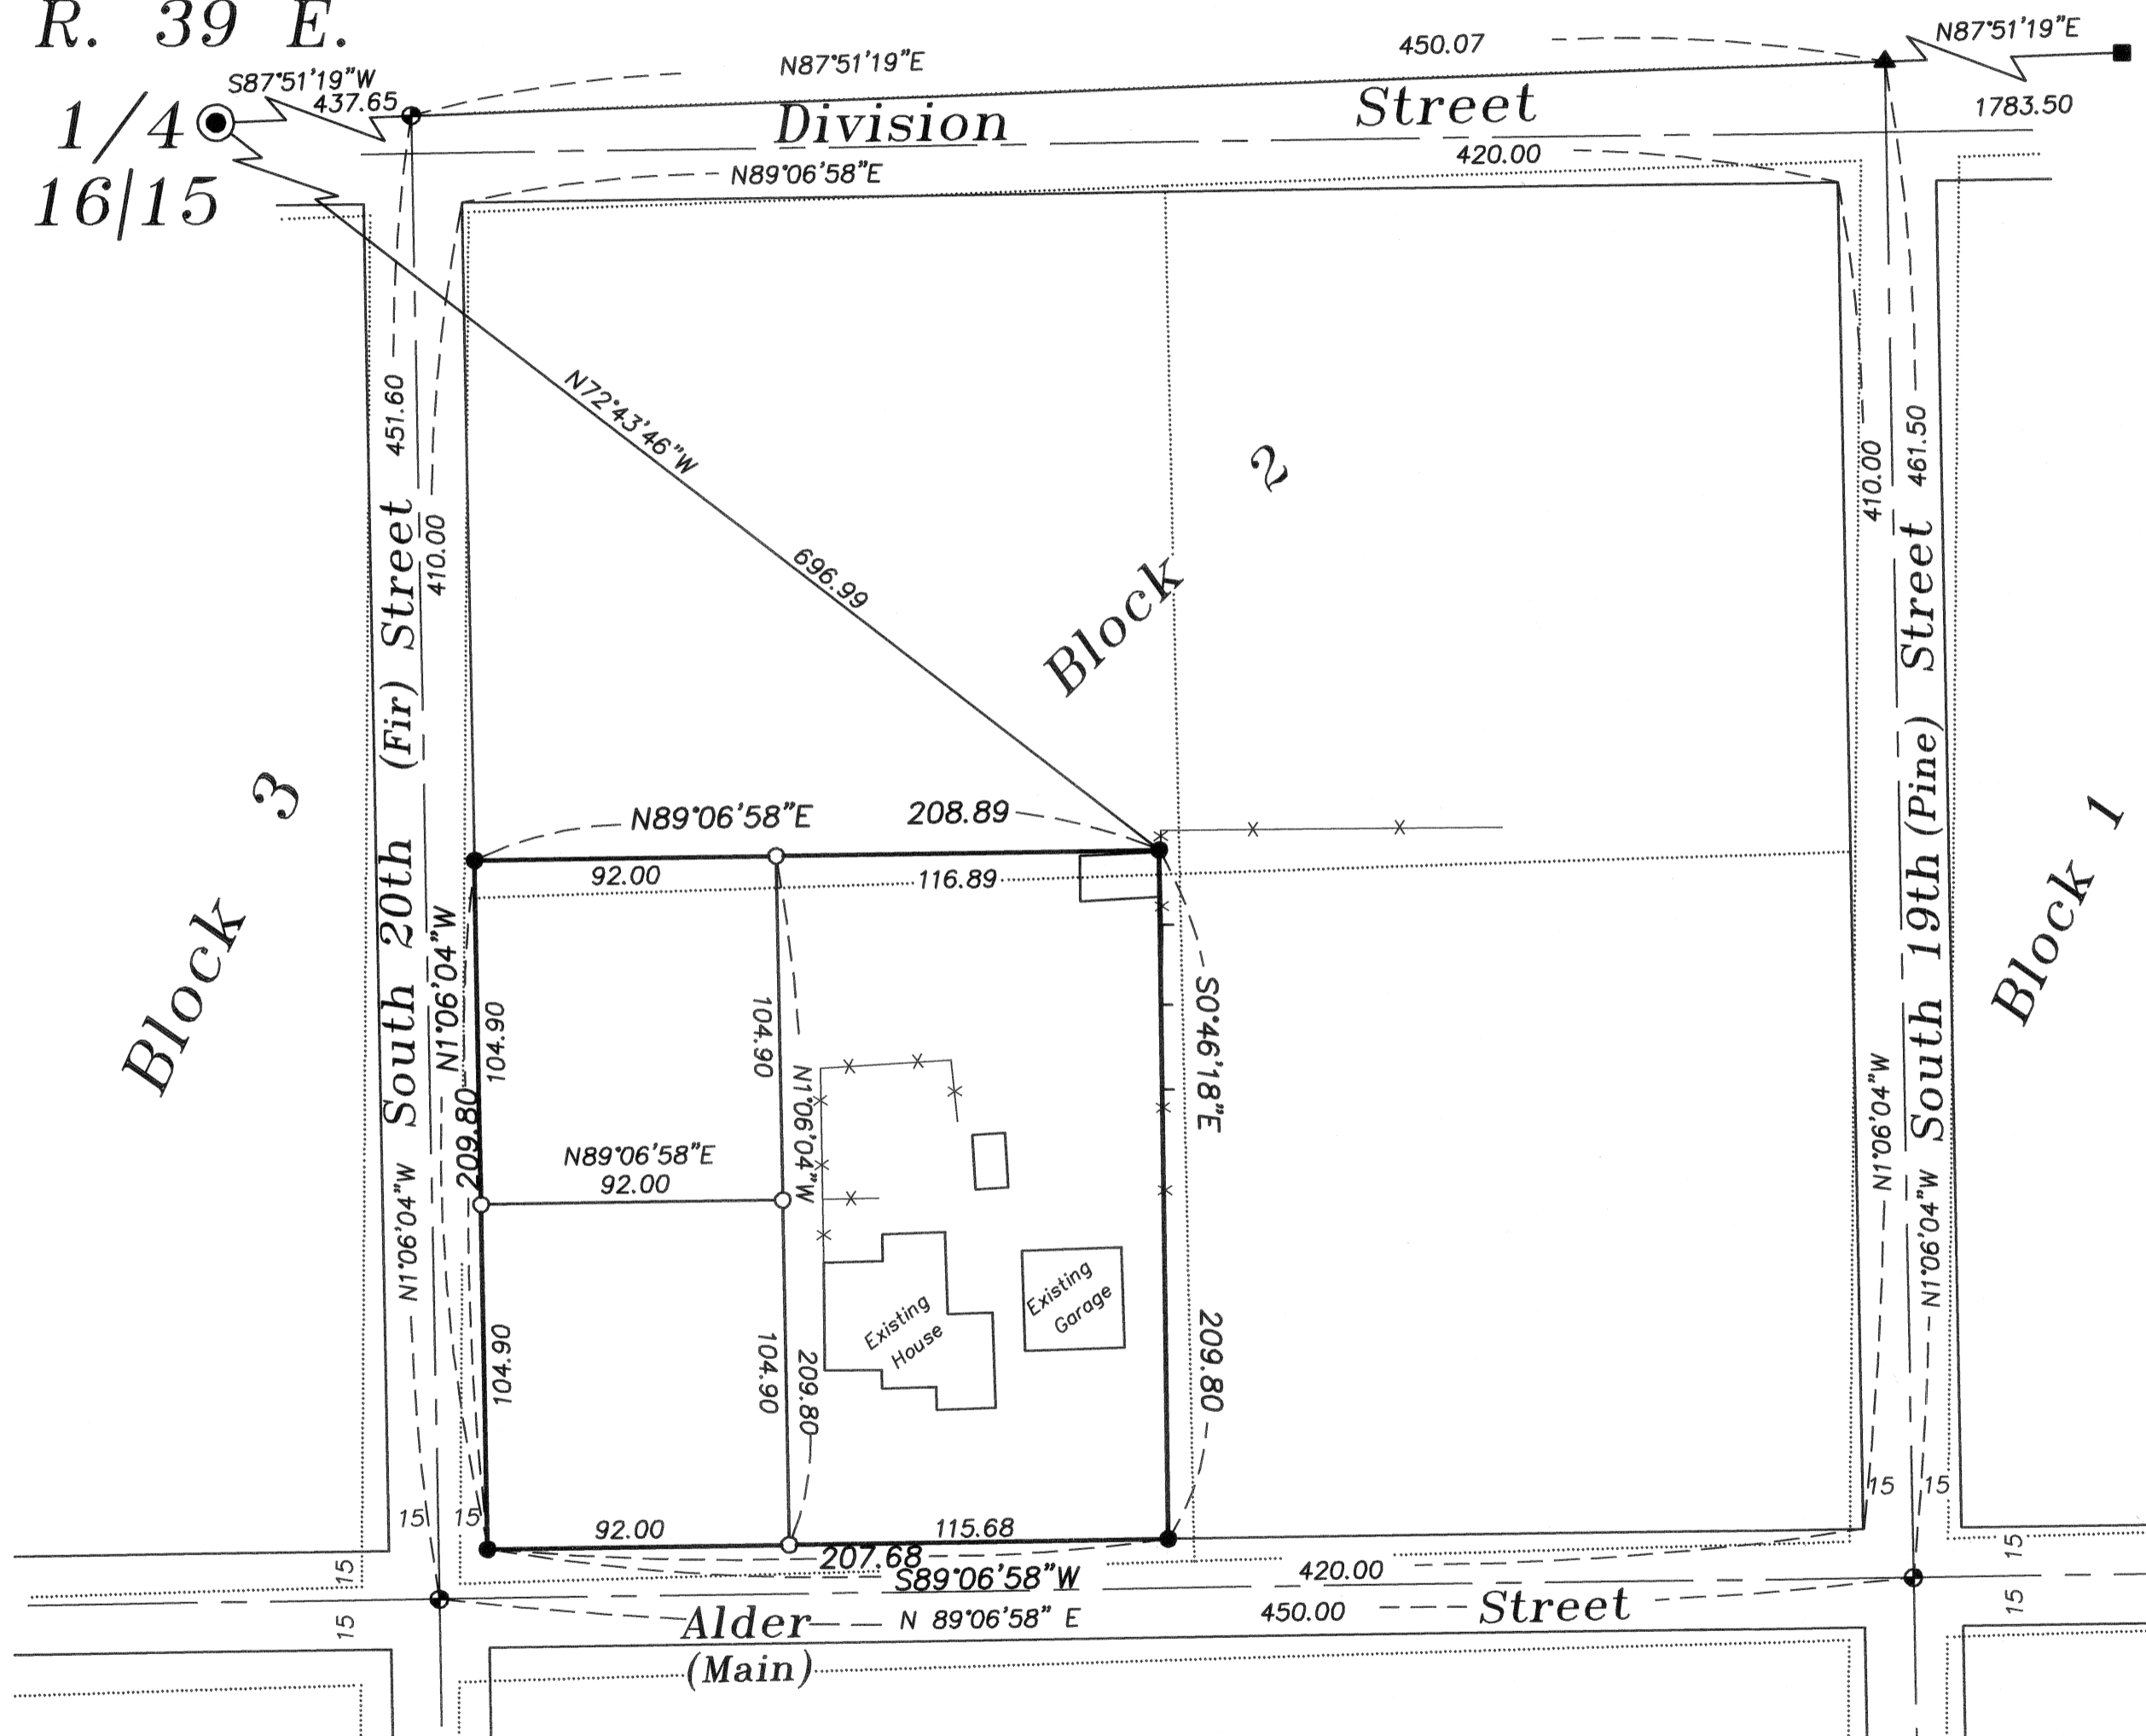 R. 39 E.
1/4
16|15
S87°51'19"W
437.65
N87°51'19"E
450.07
N87°51'19"E
1783.50
Division Street
N89°06'58"E
420.00
N72°43'46"W
696.99
Block 2
Block 3
Block 1
451.60
410.00
South 20th (Fir) Street
N1°06'04"W
N1°06'04"W
209.80
410.00
461.50
South 19th (Pine) Street
N1°06'04"W
N1°06'04"W
N89°06'58"E
208.89
92.00
116.89
104.90
104.90
N1°06'04"W
S0°46'18"E
N89°06'58"E
92.00
104.90
104.90
209.80
209.80
Existing
House
Existing
Garage
15
15
15
15
92.00
115.68
207.68
S89°06'58"W
420.00
15
15
15
15
Alder Street
N 89°06'58" E
450.00
(Main)